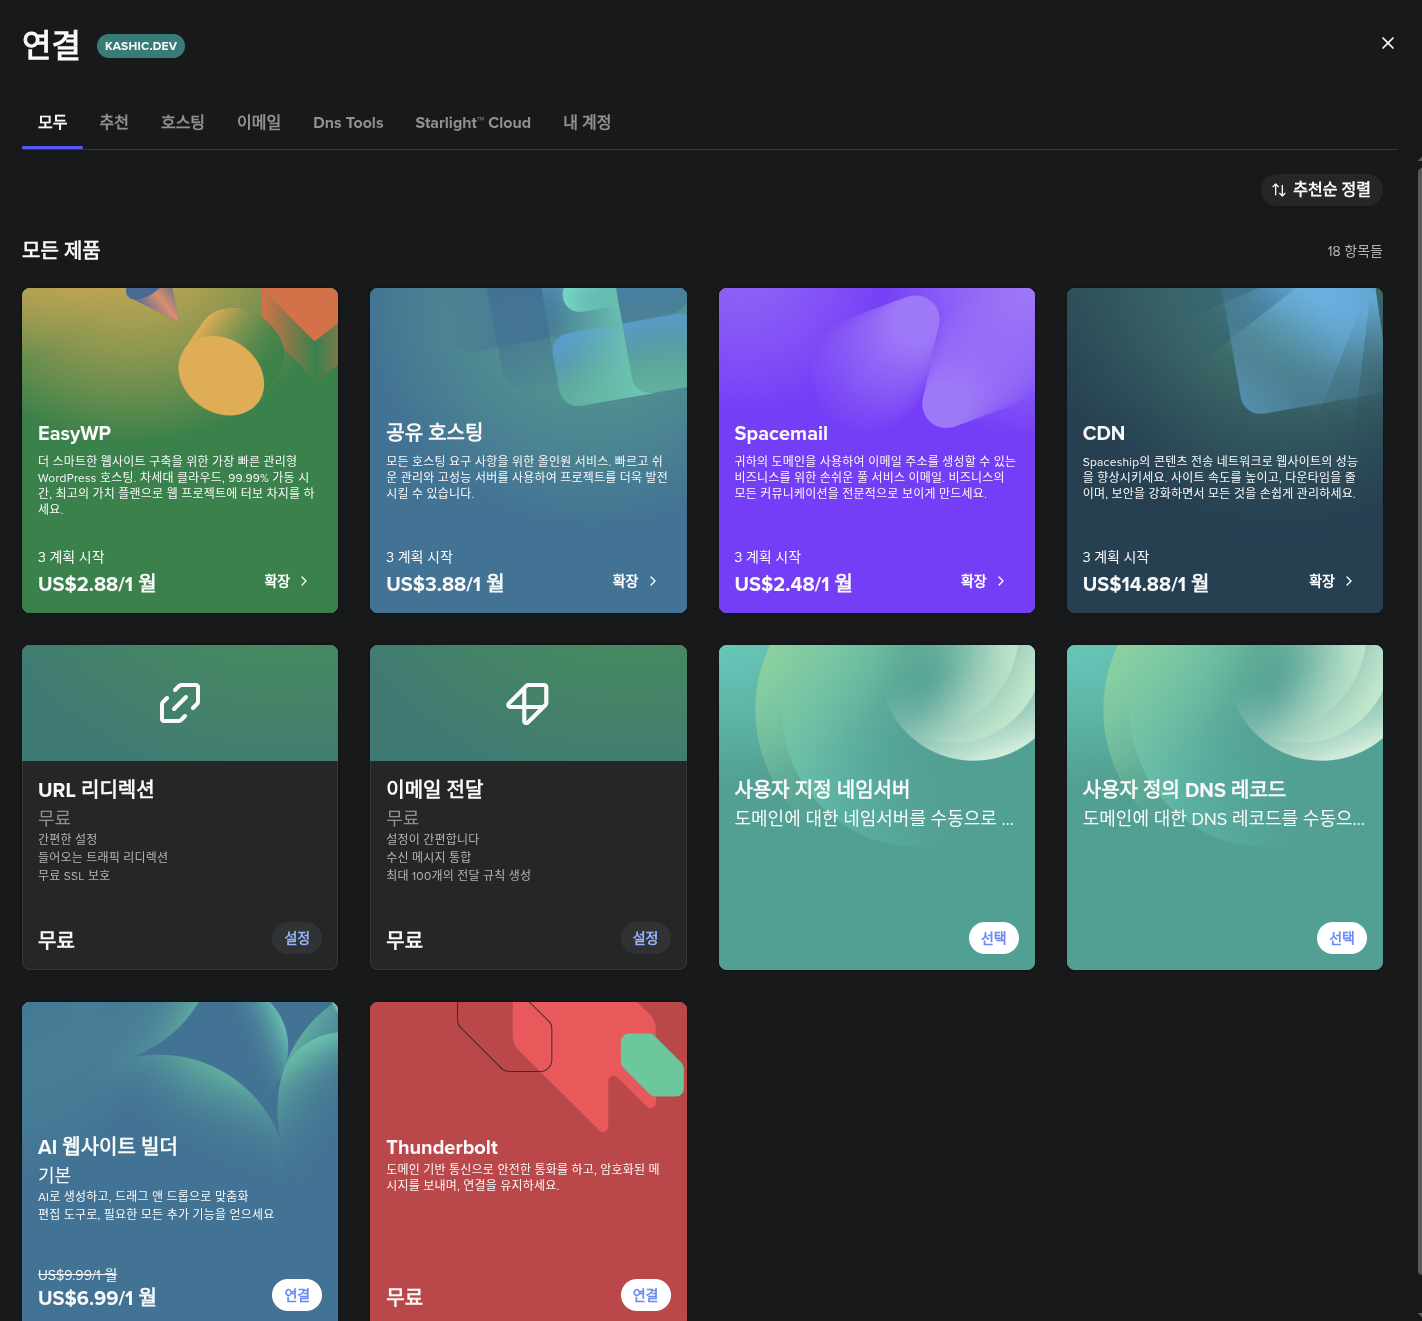 연결
KASHIC.DEV
모두
추천
호스팅
이메일
Dns Tools
Starlight™ Cloud
내 계정
추천순 정렬
모든 제품
18 항목들
EasyWP
더 스마트한 웹사이트 구축을 위한 가장 빠른 관리형
WordPress 호스팅. 차세대 클라우드, 99.99% 가동 시
간, 최고의 가치 플랜으로 웹 프로젝트에 터보 차지를 하
세요.
3 계획 시작
US$2.88/1 월
확장
공유 호스팅
모든 호스팅 요구 사항을 위한 올인원 서비스. 빠르고 쉬
운 관리와 고성능 서버를 사용하여 프로젝트를 더욱 발전
시킬 수 있습니다.
3 계획 시작
US$3.88/1 월
확장
Spacemail
귀하의 도메인을 사용하여 이메일 주소를 생성할 수 있는
비즈니스를 위한 손쉬운 풀 서비스 이메일. 비즈니스의
모든 커뮤니케이션을 전문적으로 보이게 만드세요.
3 계획 시작
US$2.48/1 월
확장
CDN
Spaceship의 콘텐츠 전송 네트워크로 웹사이트의 성능
을 향상시키세요. 사이트 속도를 높이고, 다운타임을 줄
이며, 보안을 강화하면서 모든 것을 손쉽게 관리하세요.
3 계획 시작
US$14.88/1 월
확장
URL 리디렉션
무료
간편한 설정
들어오는 트래픽 리디렉션
무료 SSL 보호
무료
설정
이메일 전달
무료
설정이 간편합니다
수신 메시지 통합
최대 100개의 전달 규칙 생성
무료
설정
사용자 지정 네임서버
도메인에 대한 네임서버를 수동으로 ...
선택
사용자 정의 DNS 레코드
도메인에 대한 DNS 레코드를 수동으...
선택
AI 웹사이트 빌더
기본
AI로 생성하고, 드래그 앤 드롭으로 맞춤화
편집 도구로, 필요한 모든 추가 기능을 얻으세요
US$9.99/1 월
US$6.99/1 월
연결
Thunderbolt
도메인 기반 통신으로 안전한 통화를 하고, 암호화된 메
시지를 보내며, 연결을 유지하세요.
무료
연결